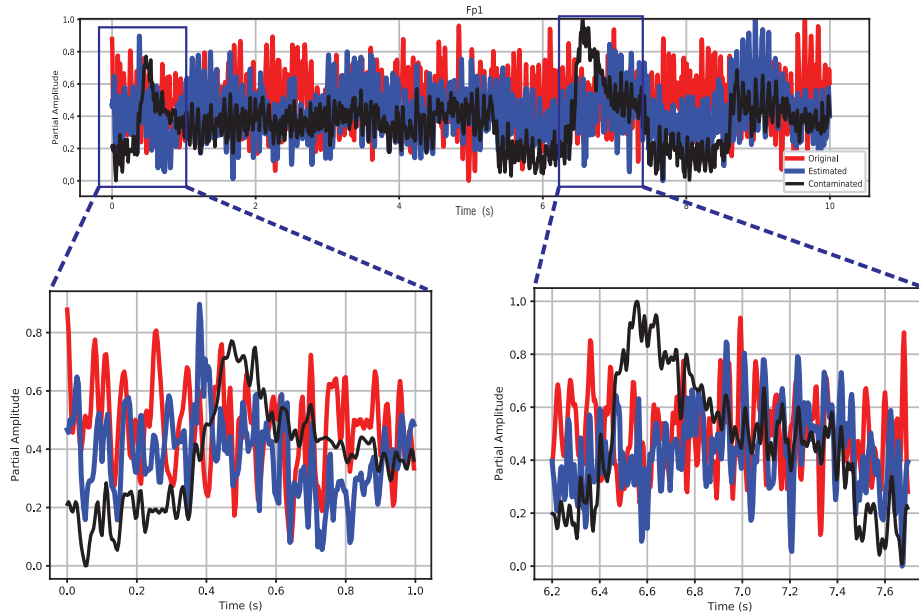 Fp1
1.0
0.8
0.6
0.4
0.2
0.0
Partial Amplitude
0 2 4 6 8 10
Time (s)
Original
Estimated
Contaminated
0.8
0.6
0.4
0.2
0.0
Partial Amplitude
0.0 0.2 0.4 0.6 0.8 1.0
Time (s)
1.0
0.8
0.6
0.4
0.2
0.0
Partial Amplitude
6.2 6.4 6.6 6.8 7.0 7.2 7.4 7.6
Time (s)